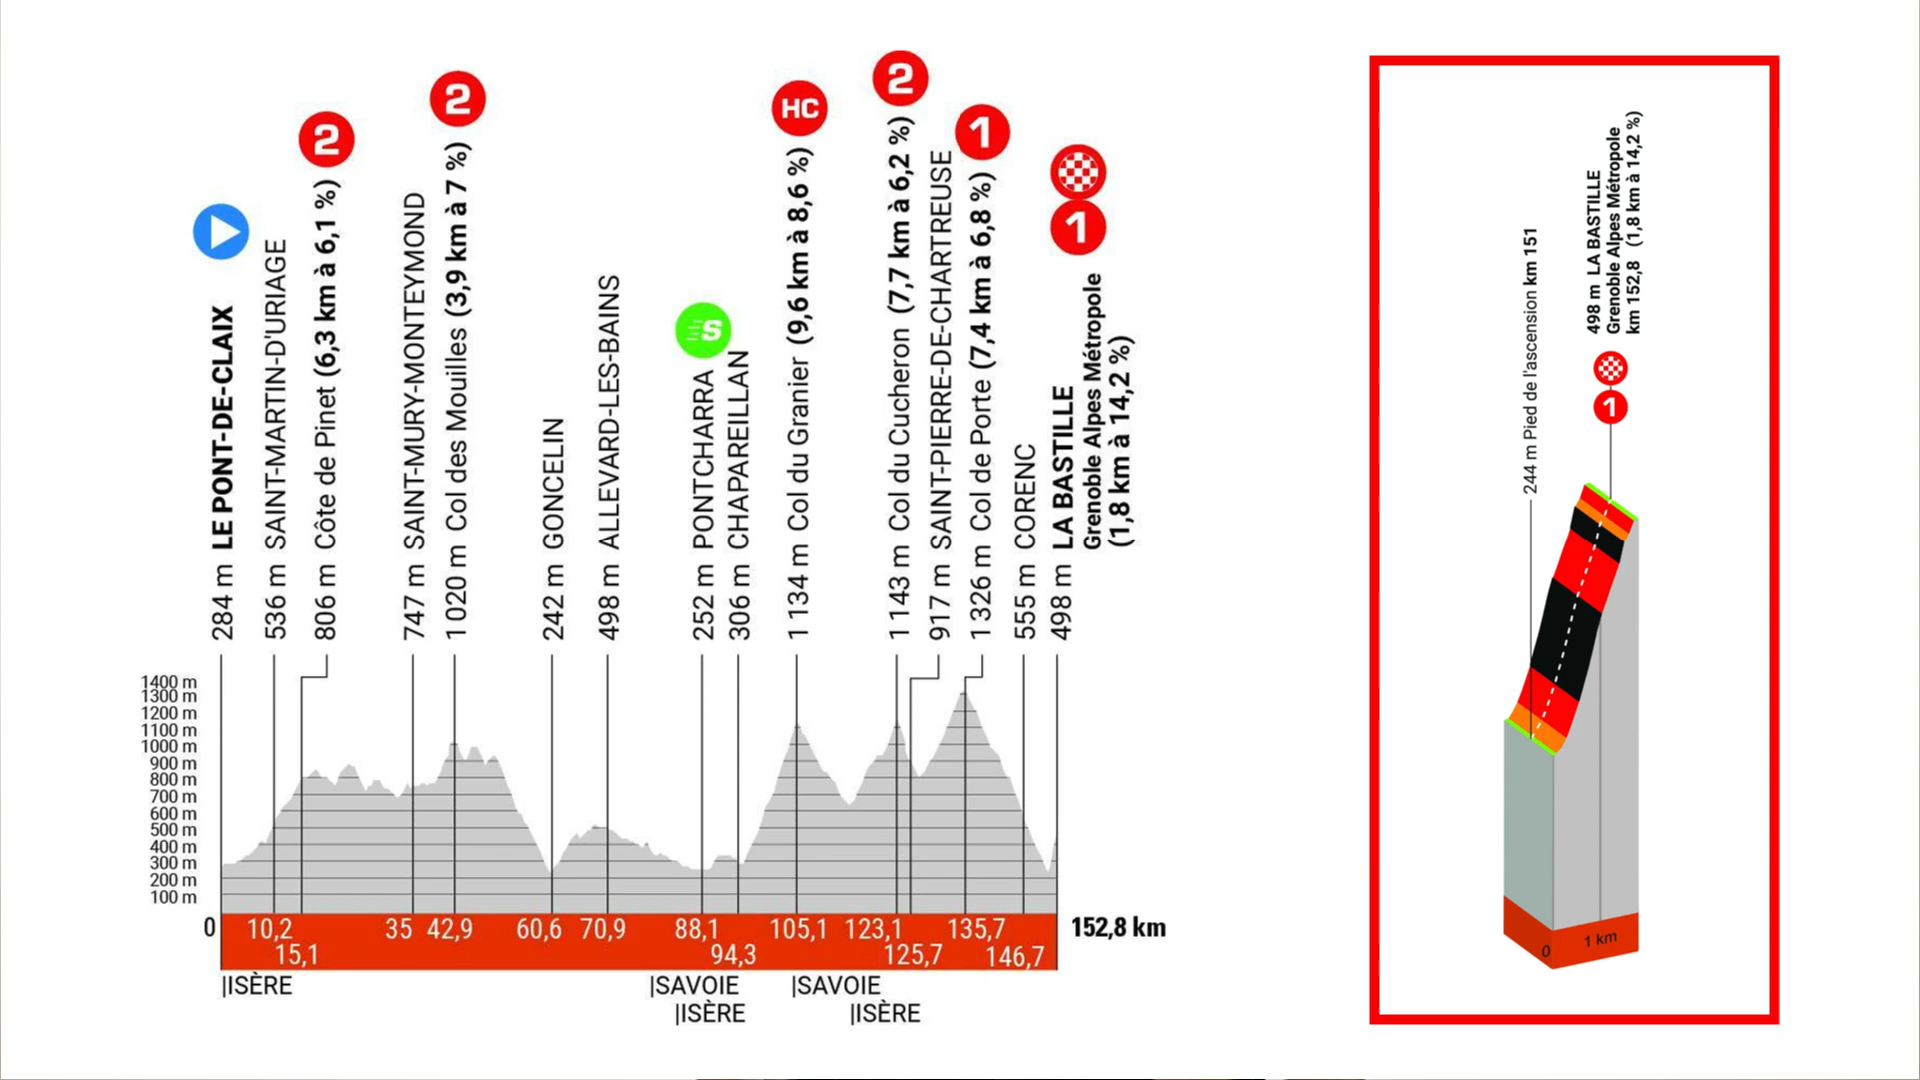 284 m LE PONT-DE-CLAIX
536 m SAINT-MARTIN-D'URIAGE
2
806 m Côte de Pinet (6,3 km à 6,1 %)
747 m SAINT-MURY-MONTEYMOND
2
1 020 m Col des Mouilles (3,9 km à 7 %)
242 m GONCELIN
498 m ALLEVARD-LES-BAINS
S
252 m PONTCHARRA
306 m CHAPAREILLAN
HC
1 134 m Col du Granier (9,6 km à 8,6 %)
2
1 143 m Col du Cucheron (7,7 km à 6,2 %)
917 m SAINT-PIERRE-DE-CHARTREUSE
1
1 326 m Col de Porte (7,4 km à 6,8 %)
555 m CORENC
1
498 m LA BASTILLE
Grenoble Alpes Métropole
(1,8 km à 14,2 %)
1400 m
1300 m
1200 m
1100 m
1000 m
900 m
800 m
700 m
600 m
500 m
400 m
300 m
200 m
100 m
0 10,2 35 42,9 60,6 70,9 88,1 105,1 123,1 135,7 152,8 km
15,1 94,3 125,7 146,7
|ISÈRE |SAVOIE |SAVOIE
|ISÈRE |ISÈRE
244 m Pied de l'ascension km 151
498 m LA BASTILLE
Grenoble Alpes Métropole
km 152,8 (1,8 km à 14,2 %)
1
0 1 km